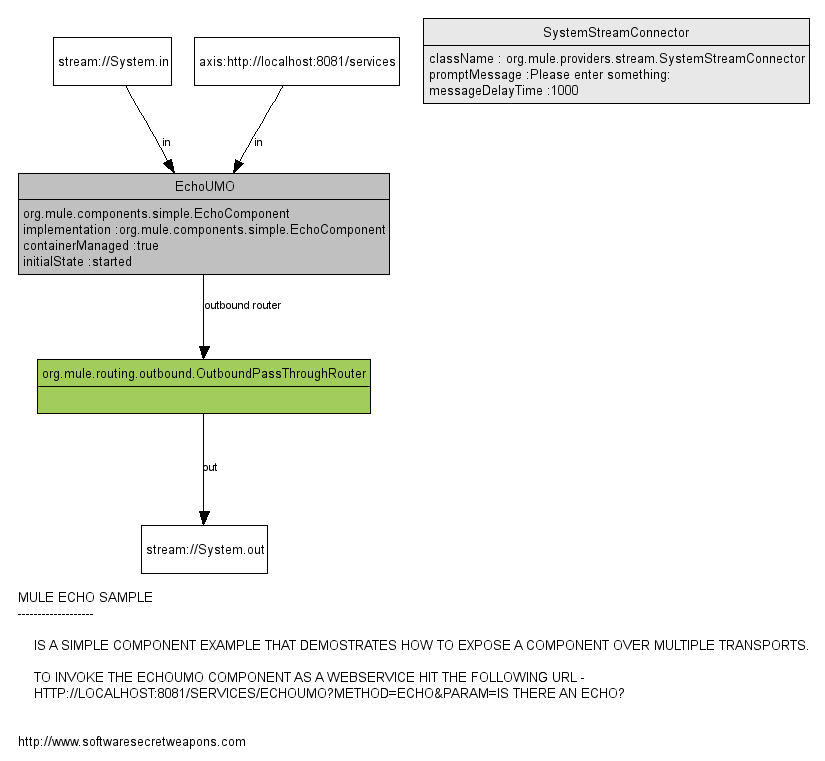 SystemStreamConnector
className : org.mule.providers.stream.SystemStreamConnector
promptMessage :Please enter something:
messageDelayTime :1000
stream://System.in
axis:http://localhost:8081/services
in
in
EchoUMO
org.mule.components.simple.EchoComponent
implementation :org.mule.components.simple.EchoComponent
containerManaged :true
initialState :started
outbound router
org.mule.routing.outbound.OutboundPassThroughRouter
out
stream://System.out
MULE ECHO SAMPLE
-------------------
IS A SIMPLE COMPONENT EXAMPLE THAT DEMOSTRATES HOW TO EXPOSE A COMPONENT OVER MULTIPLE TRANSPORTS.
TO INVOKE THE ECHOUMO COMPONENT AS A WEBSERVICE HIT THE FOLLOWING URL -
HTTP://LOCALHOST:8081/SERVICES/ECHOUMO?METHOD=ECHO&PARAM=IS THERE AN ECHO?
http://www.softwaresecretweapons.com